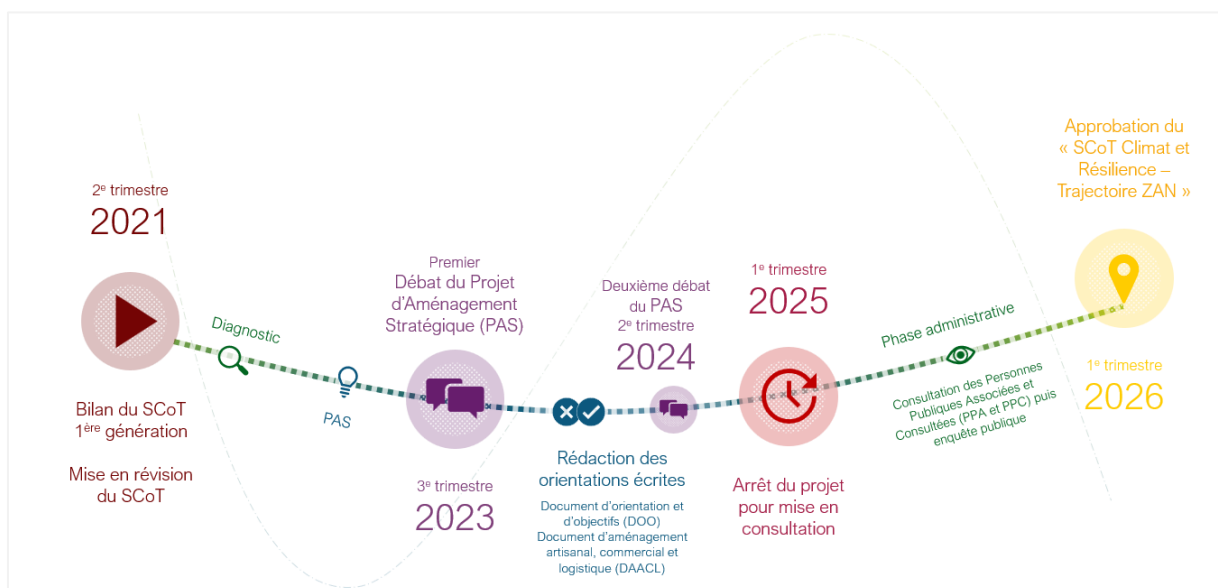 2e trimestre
2021
Bilan du SCoT
1ère génération
Mise en révision
du SCoT
Diagnostic
PAS
Premier
Débat du Projet
d'Aménagement
Stratégique (PAS)
3e trimestre
2023
Rédaction des
orientations écrites
Document d'orientation et
d'objectifs (DOO)
Document d'aménagement
artisanal, commercial et
logistique (DAACL)
Deuxième débat
du PAS
2e trimestre
2024
1e trimestre
2025
Arrêt du projet
pour mise en
consultation
Phase administrative
Consultation des Personnes
Publiques Associées et
Consultées (PPA et PPC) puis
enquête publique
Approbation du
« SCoT Climat et
Résilience –
Trajectoire ZAN »
1e trimestre
2026